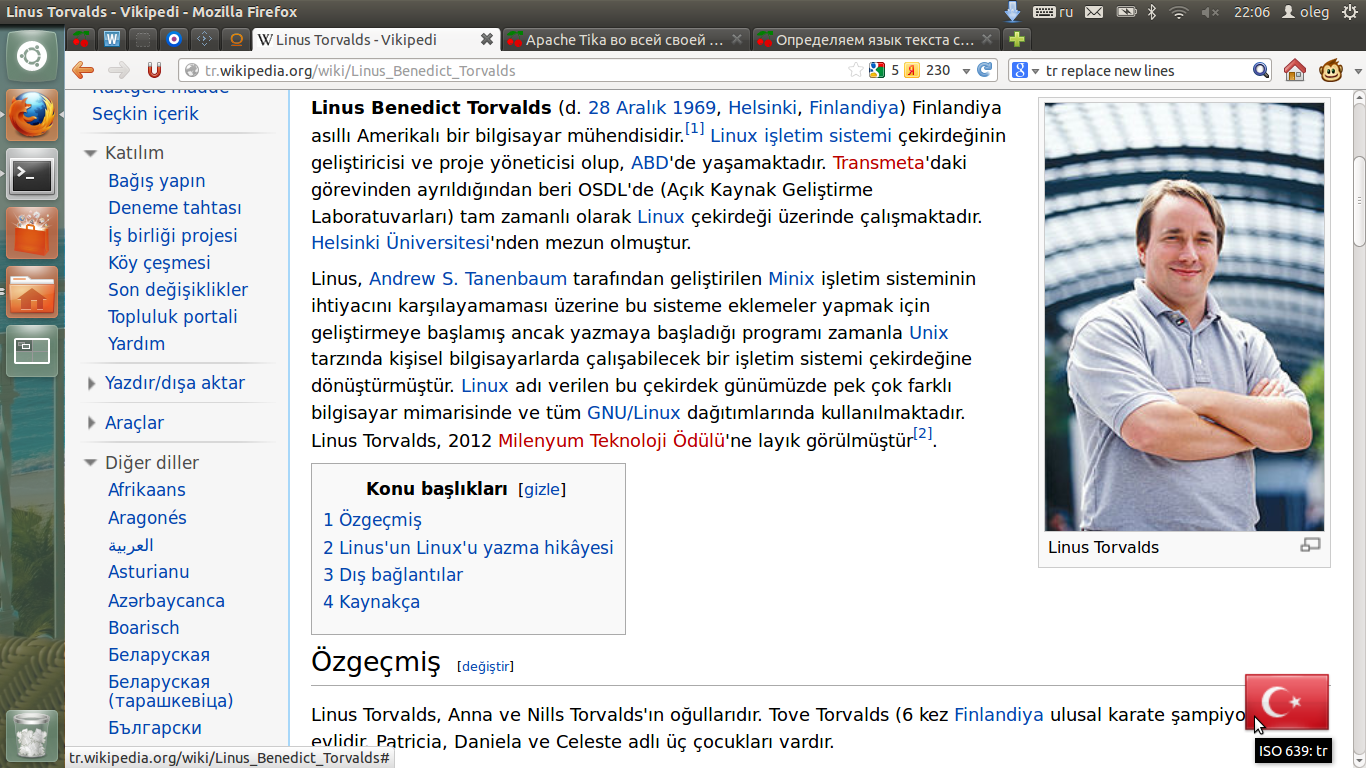 Linus Torvalds - Vikipedi - Mozilla Firefox
ru
22:06
oleg
Linus Torvalds - Vikipedi
Apache Tika во всей своей ...
Определяем язык текста с...
tr.wikipedia.org/wiki/Linus_Benedict_Torvalds
5
230
tr replace new lines
Rastgele madde
Seçkin içerik
Katılım
Bağış yapın
Deneme tahtası
İş birliği projesi
Köy çeşmesi
Son değişiklikler
Topluluk portali
Yardım
Yazdır/dışa aktar
Araçlar
Diğer diller
Afrikaans
Aragonés
العربية
Asturianu
Azərbaycanca
Boarisch
Беларуская
Беларуская
(тарашкевіца)
Български
Linus Benedict Torvalds (d. 28 Aralık 1969, Helsinki, Finlandiya) Finlandiya
asıllı Amerikalı bir bilgisayar mühendisidir.[1] Linux işletim sistemi çekirdeğinin
geliştiricisi ve proje yöneticisi olup, ABD'de yaşamaktadır. Transmeta'daki
görevinden ayrıldığından beri OSDL'de (Açık Kaynak Geliştirme
Laboratuvarları) tam zamanlı olarak Linux çekirdeği üzerinde çalışmaktadır.
Helsinki Üniversitesi'nden mezun olmuştur.
Linus, Andrew S. Tanenbaum tarafından geliştirilen Minix işletim sisteminin
ihtiyacını karşılayamaması üzerine bu sisteme eklemeler yapmak için
geliştirmeye başlamış ancak yazmaya başladığı programı zamanla Unix
tarzında kişisel bilgisayarlarda çalışabilecek bir işletim sistemi çekirdeğine
dönüştürmüştür. Linux adı verilen bu çekirdek günümüzde pek çok farklı
bilgisayar mimarisinde ve tüm GNU/Linux dağıtımlarında kullanılmaktadır.
Linus Torvalds, 2012 Milenyum Teknoloji Ödülü'ne layık görülmüştür[2].
Linus Torvalds
Konu başlıkları [gizle]
1 Özgeçmiş
2 Linus'un Linux'u yazma hikâyesi
3 Dış bağlantılar
4 Kaynakça
Özgeçmiş [değiştir]
Linus Torvalds, Anna ve Nills Torvalds'ın oğullarıdır. Tove Torvalds (6 kez Finlandiya ulusal karate şampiyo
evlidir. Patricia, Daniela ve Celeste adlı üç çocukları vardır.
ISO 639: tr
tr.wikipedia.org/wiki/Linus_Benedict_Torvalds#